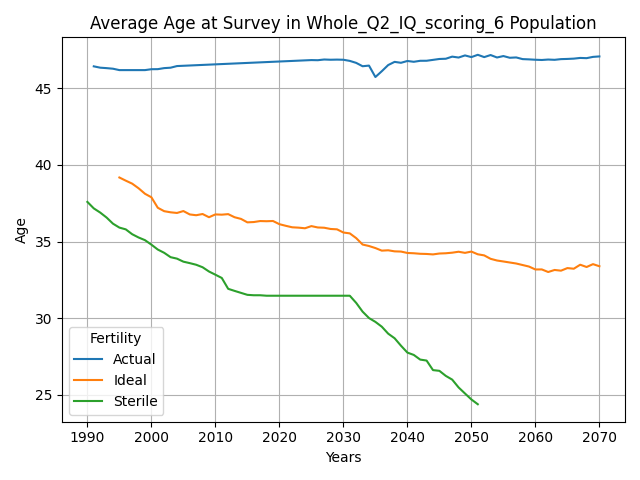 Average Age at Survey in Whole_Q2_IQ_scoring_6 Population
Age
45
40
35
30
25
Fertility
Actual
Ideal
Sterile
1990 2000 2010 2020 2030 2040 2050 2060 2070
Years